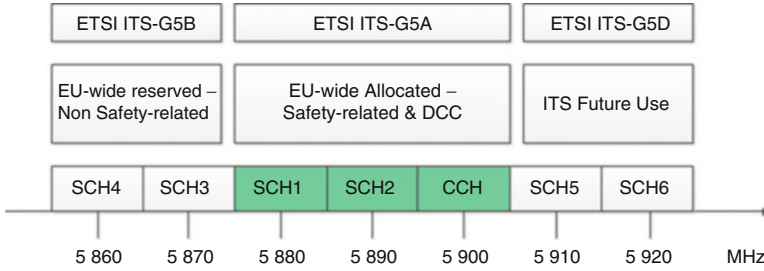 ETSI ITS-G5B
ETSI ITS-G5A
ETSI ITS-G5D
EU-wide reserved –
Non Safety-related
EU-wide Allocated –
Safety-related & DCC
ITS Future Use
SCH4
SCH3
SCH1
SCH2
CCH
SCH5
SCH6
5 860
5 870
5 880
5 890
5 900
5 910
5 920
MHz